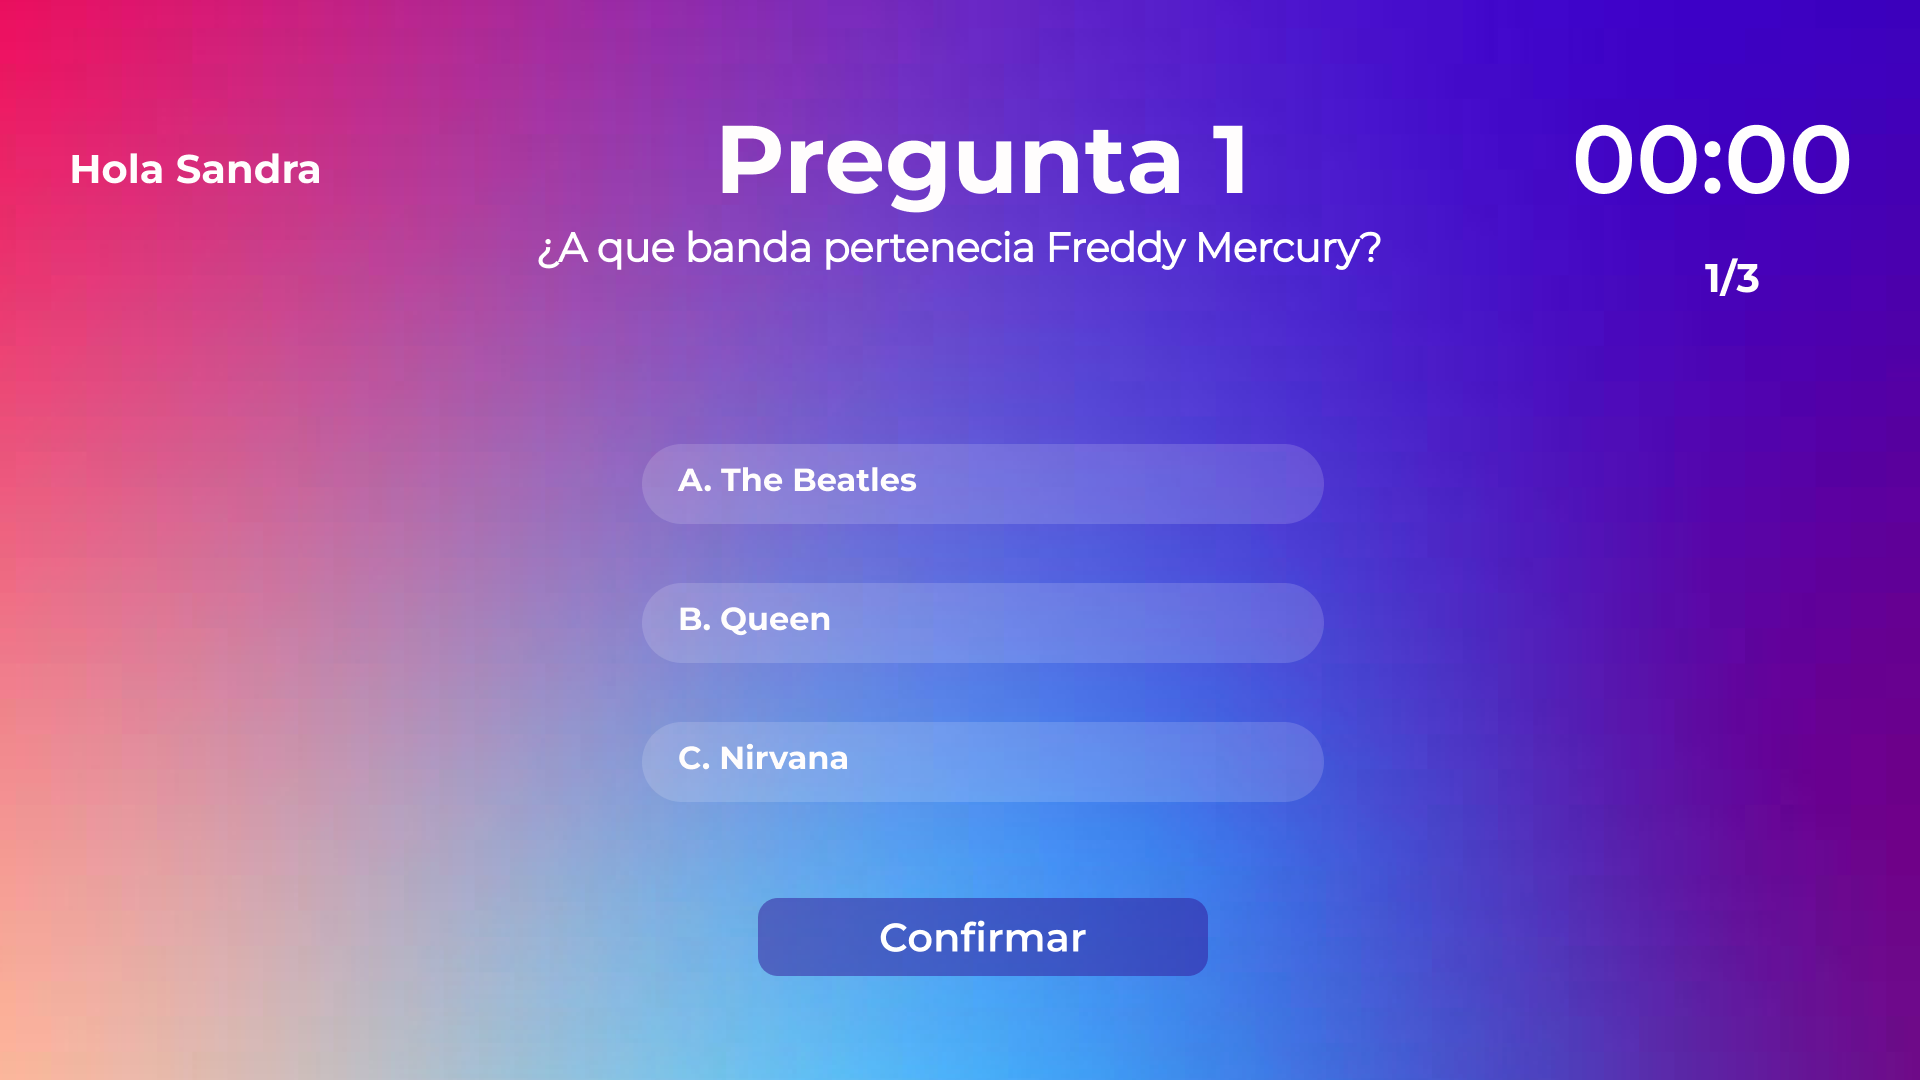 Hola Sandra
Pregunta 1
00:00
¿A que banda pertenecia Freddy Mercury?
1/3
A. The Beatles
B. Queen
C. Nirvana
Confirmar